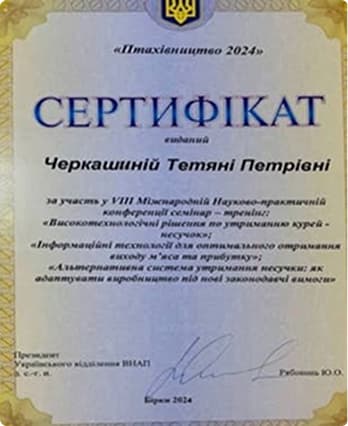 «Птахівництво 2024»
СЕРТИФІКАТ
виданий
Черкашиній Тетяні Петрівні
за участь у VIII Міжнародній Науково-практичній
конференції семінар – тренінг:
«Високотехнологічні рішення по утриманню курей -
несучок»;
«Інформаційні технології для оптимального отримання
виходу м’яса та прибутку»;
«Альтернативна система утримання несучки: як
адаптувати виробництво під нові законодавчі вимоги»
Президент
Українського відділення ВНАП
д. с.-г. н.
Рябоконь Ю.О.
Бірки 2024